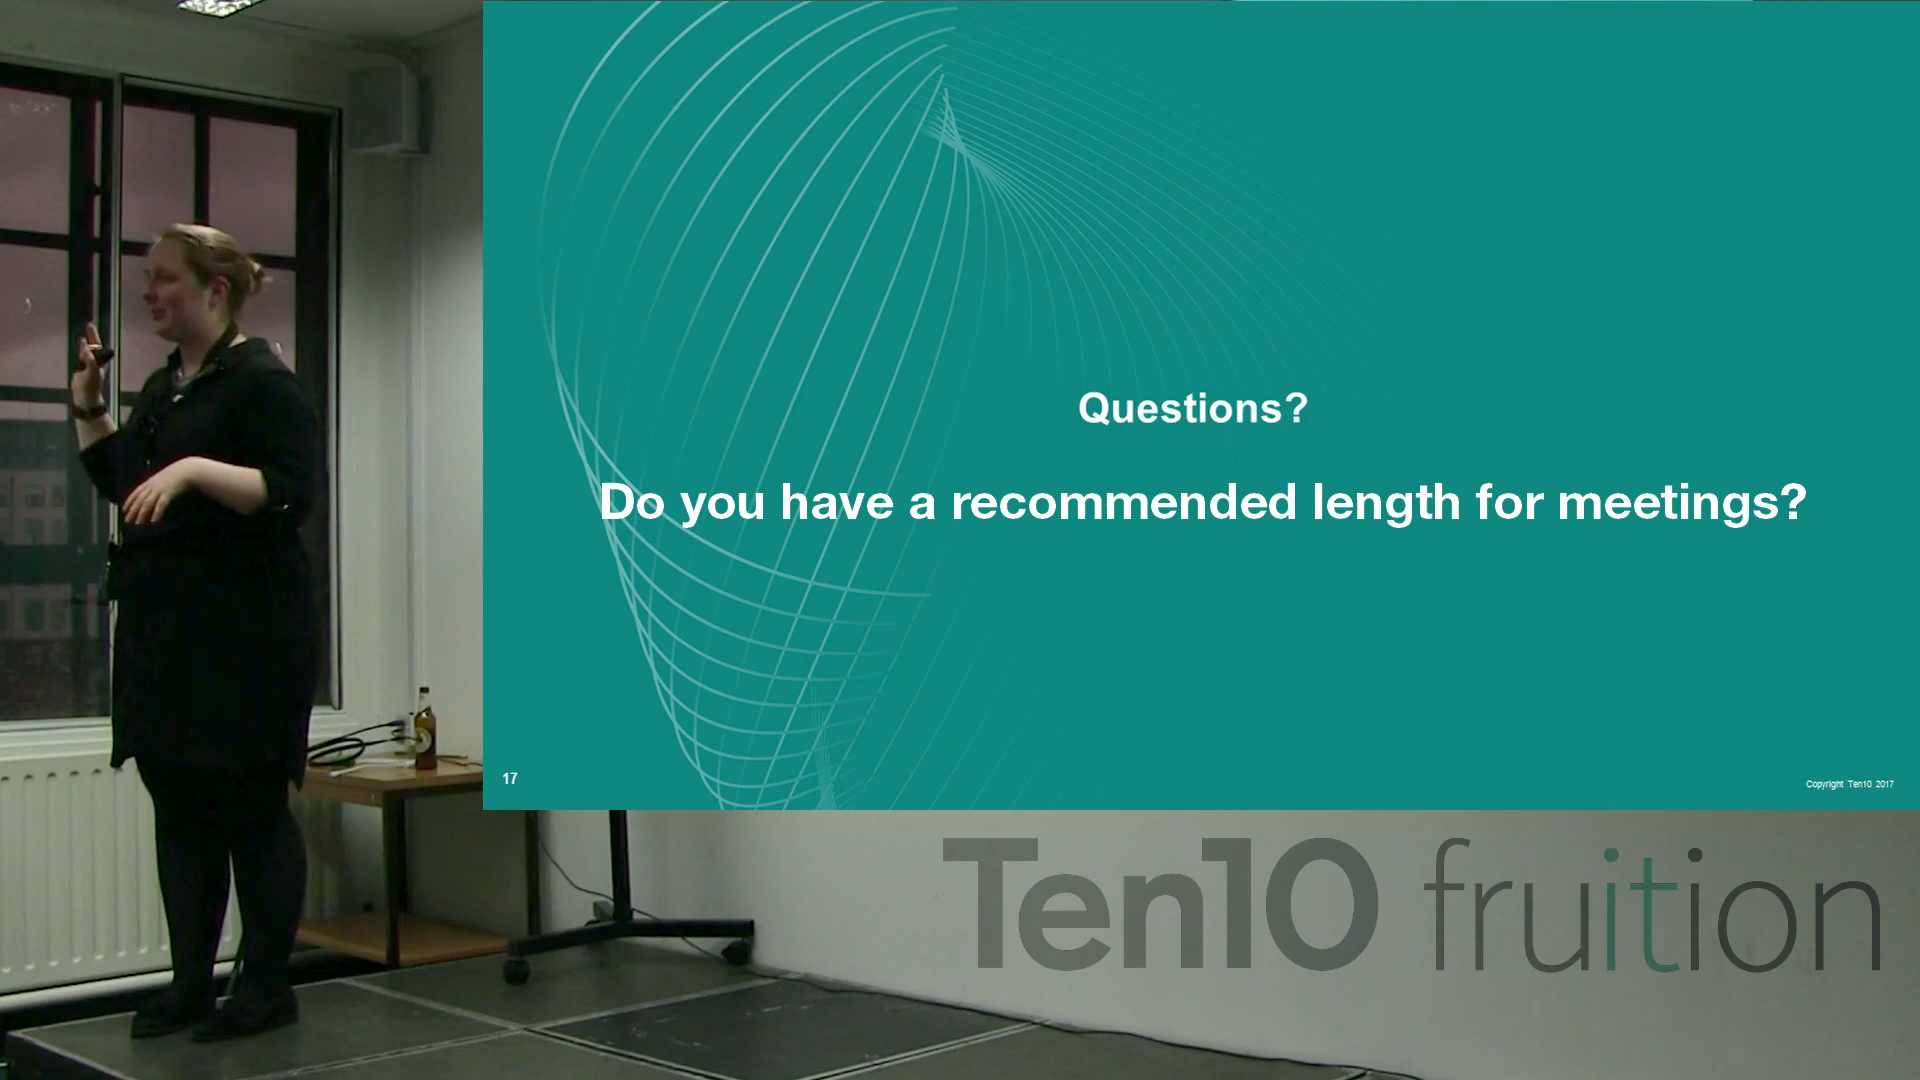 Questions?
Do you have a recommended length for meetings?
17
Copyright Ten10 2017
Ten10 fruition